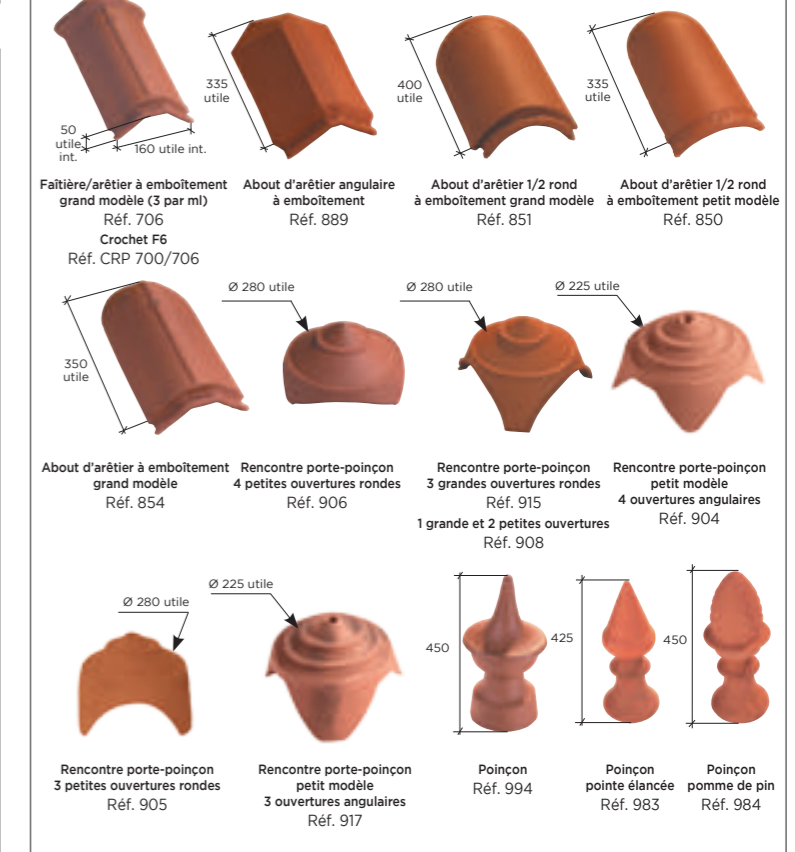 50
utile
int.
160 utile int.
335
utile
400
utile
335
utile
Faîtière/arêtier à emboîtement
grand modèle (3 par ml)
Réf. 706
Crochet F6
Réf. CRP 700/706
About d'arêtier angulaire
à emboîtement
Réf. 889
About d'arêtier 1/2 rond
à emboîtement grand modèle
Réf. 851
About d'arêtier 1/2 rond
à emboîtement petit modèle
Réf. 850
350
utile
Ø 280 utile
Ø 280 utile
Ø 225 utile
About d'arêtier à emboîtement
grand modèle
Réf. 854
Rencontre porte-poinçon
4 petites ouvertures rondes
Réf. 906
Rencontre porte-poinçon
3 grandes ouvertures rondes
Réf. 915
1 grande et 2 petites ouvertures
Réf. 908
Rencontre porte-poinçon
petit modèle
4 ouvertures angulaires
Réf. 904
Ø 280 utile
Ø 225 utile
450
425
450
Rencontre porte-poinçon
3 petites ouvertures rondes
Réf. 905
Rencontre porte-poinçon
petit modèle
3 ouvertures angulaires
Réf. 917
Poinçon
Réf. 994
Poinçon
pointe élancée
Réf. 983
Poinçon
pomme de pin
Réf. 984